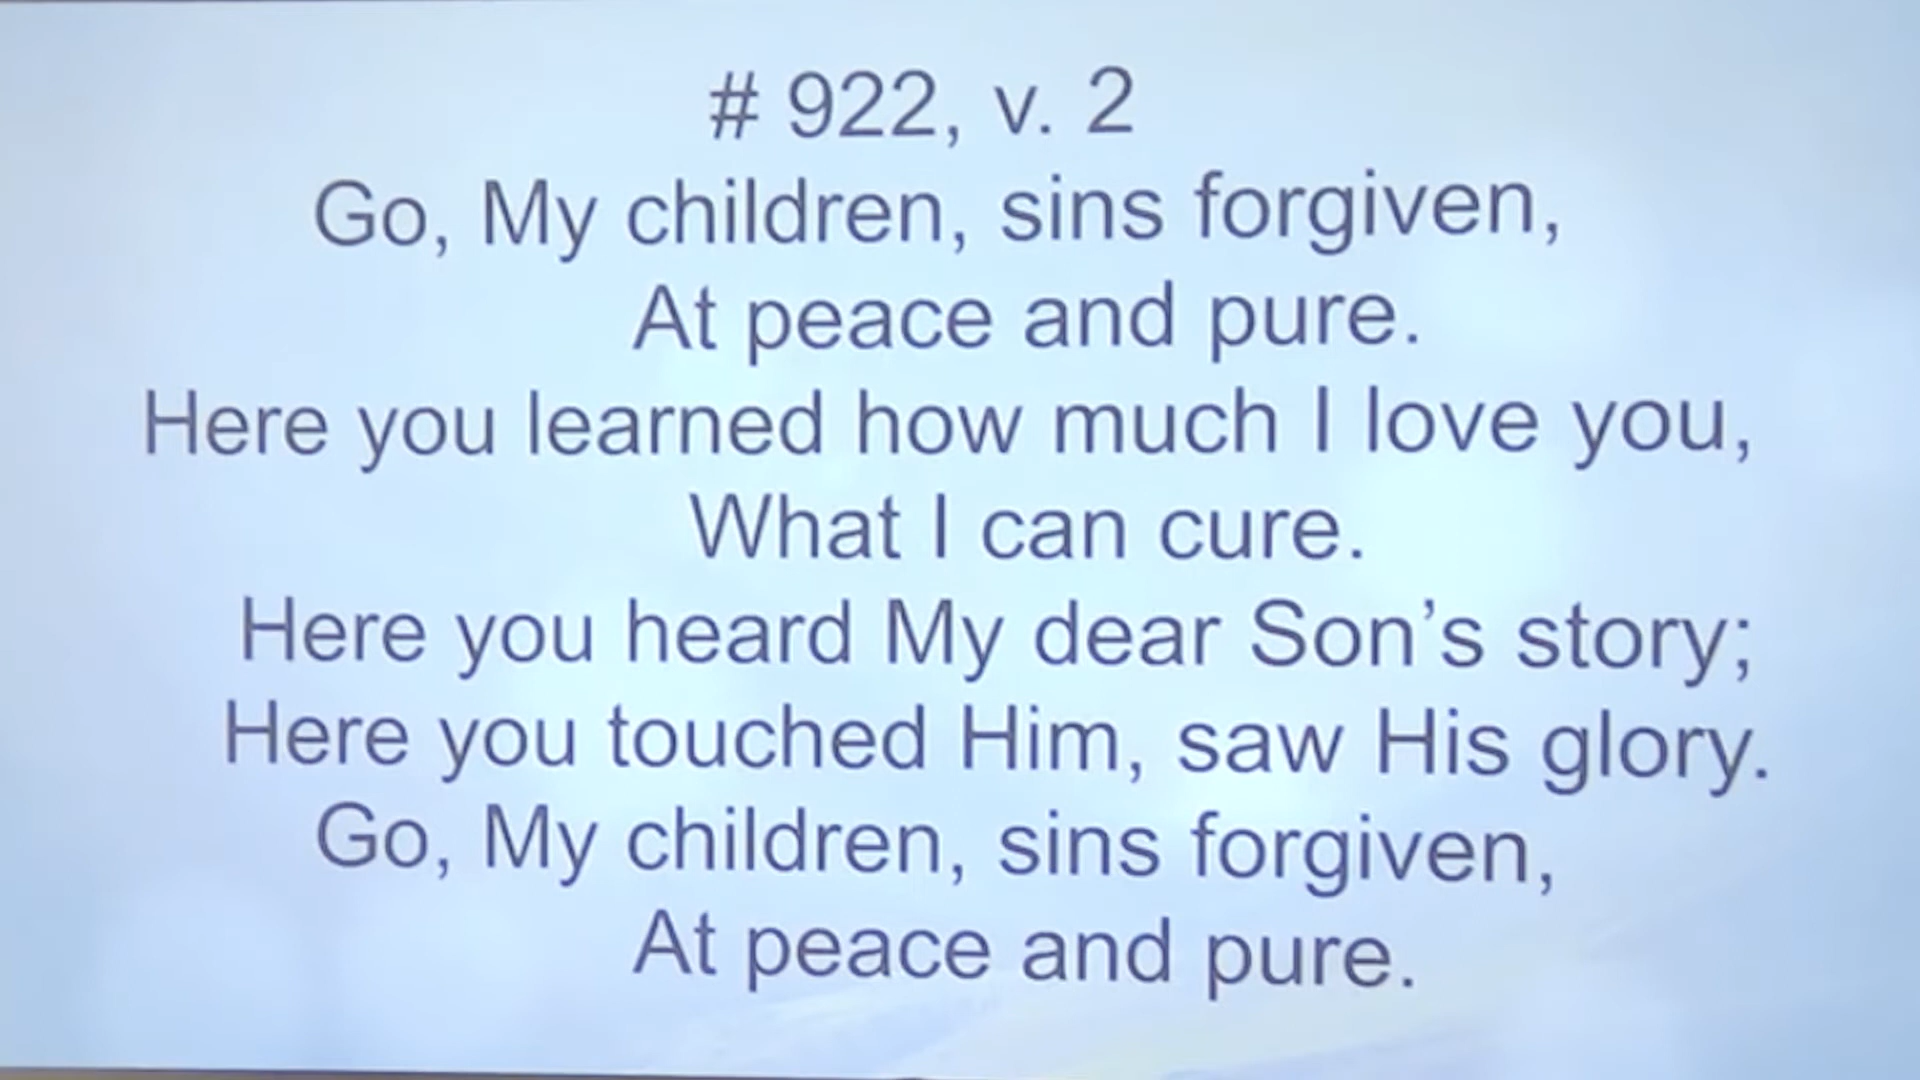 # 922, v. 2
Go, My children, sins forgiven,
At peace and pure.
Here you learned how much I love you,
What I can cure.
Here you heard My dear Son’s story;
Here you touched Him, saw His glory.
Go, My children, sins forgiven,
At peace and pure.